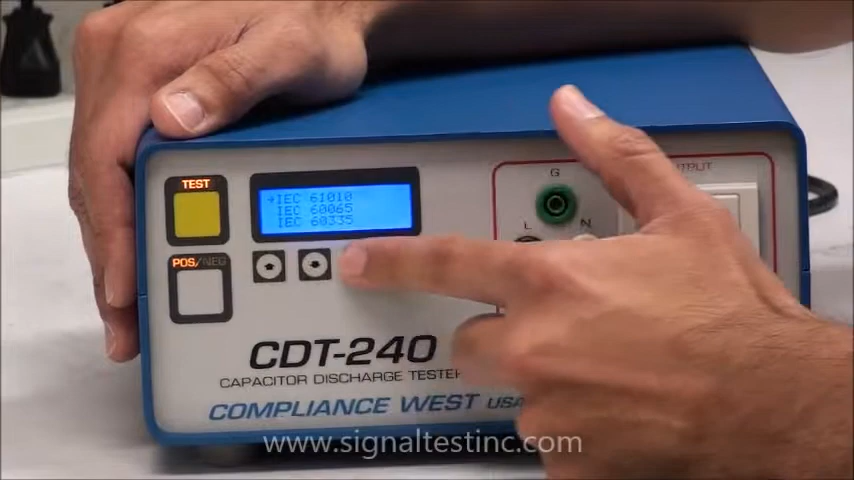 TEST
→IEC 61010
IEC 60065
IEC 60335
POS/NEG
G
L
N
CDT-240
CAPACITOR DISCHARGE TESTER
COMPLIANCE WEST USA
www.signaltestinc.com